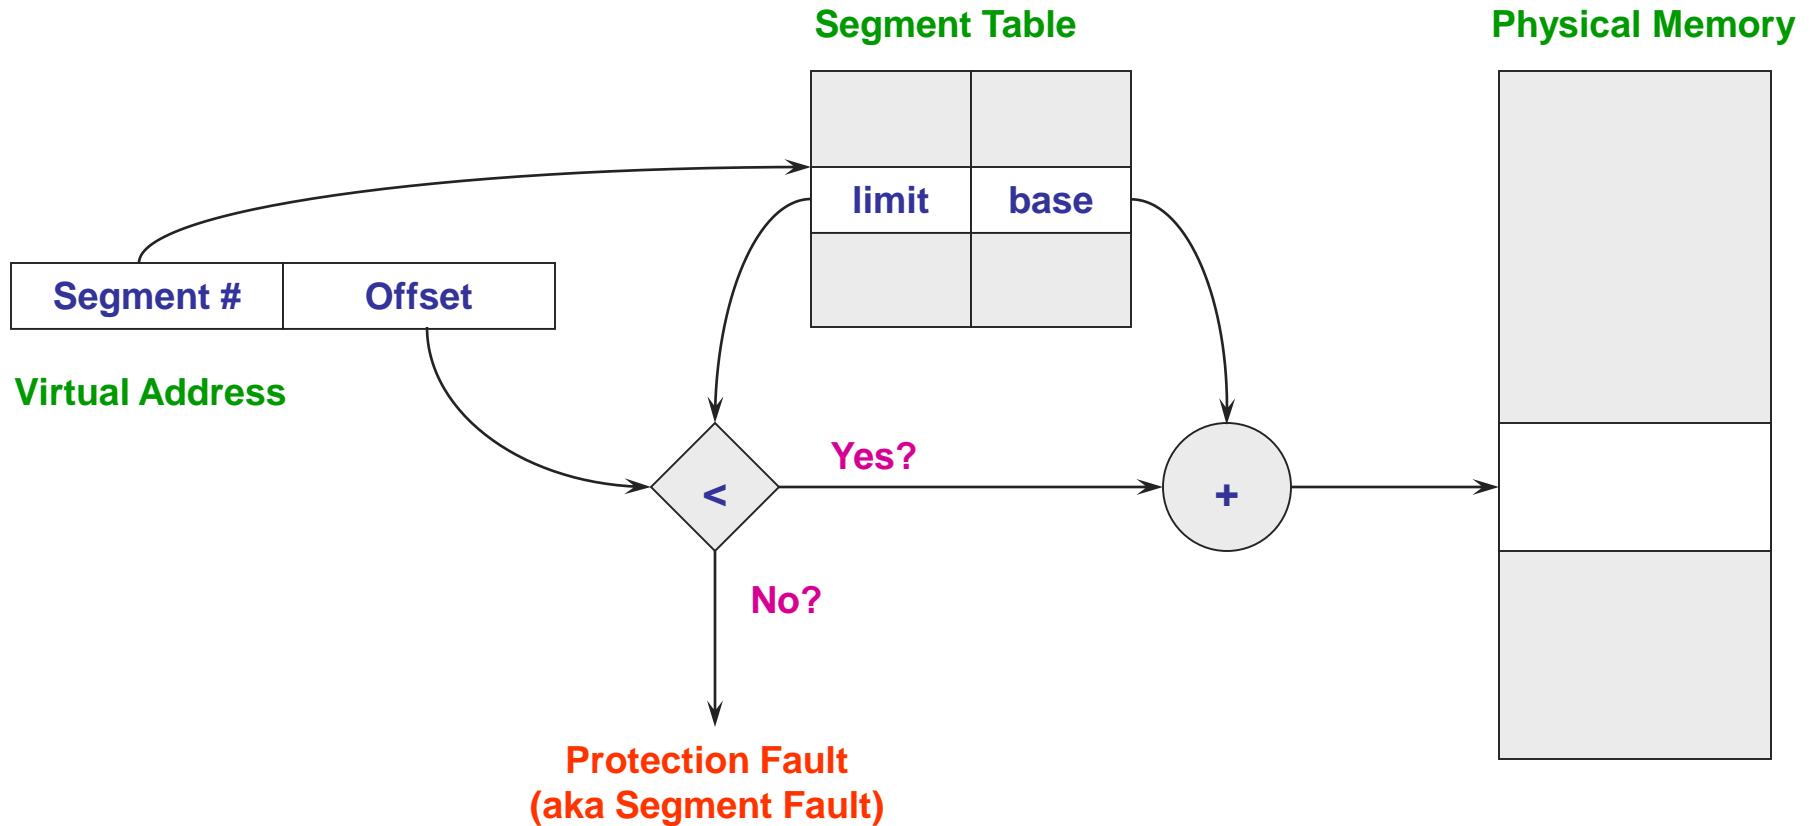 Segment Table
Physical Memory
limit
base
Segment #
Offset
Virtual Address
<
Yes?
+
No?
Protection Fault
(aka Segment Fault)